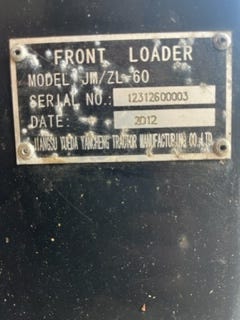 FRONT LOADER
MODEL: JM/ZL-60
SERIAL NO.: 12312600003
DATE: 2012
JIANGSU YUEDA YANCHENG TRACTOR MANUFACTURING CO.,LTD.